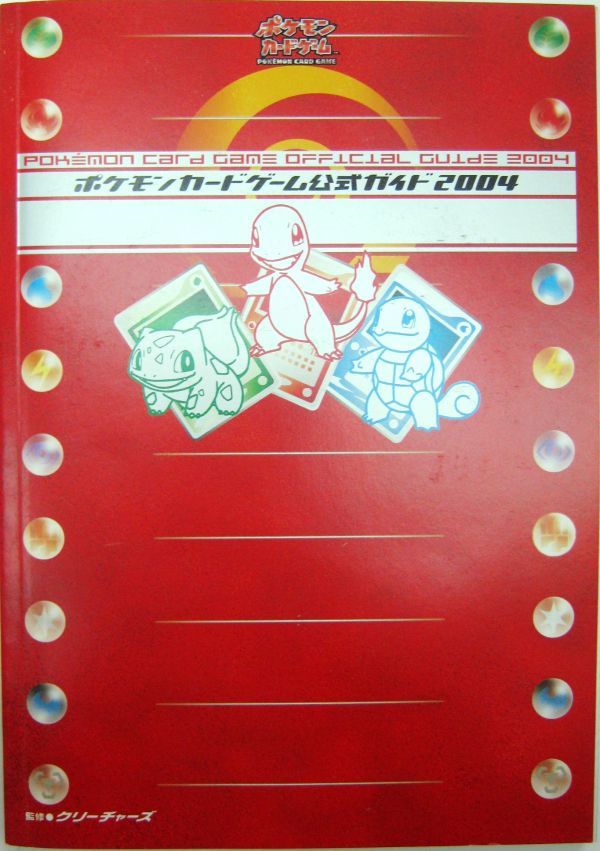 ポケモン
カードゲーム™
POKÉMON CARD GAME
POKÉMON CARD GAME OFFICIAL GUIDE 2004
ポケモンカードゲーム公式ガイド2004
監修●クリーチャーズ